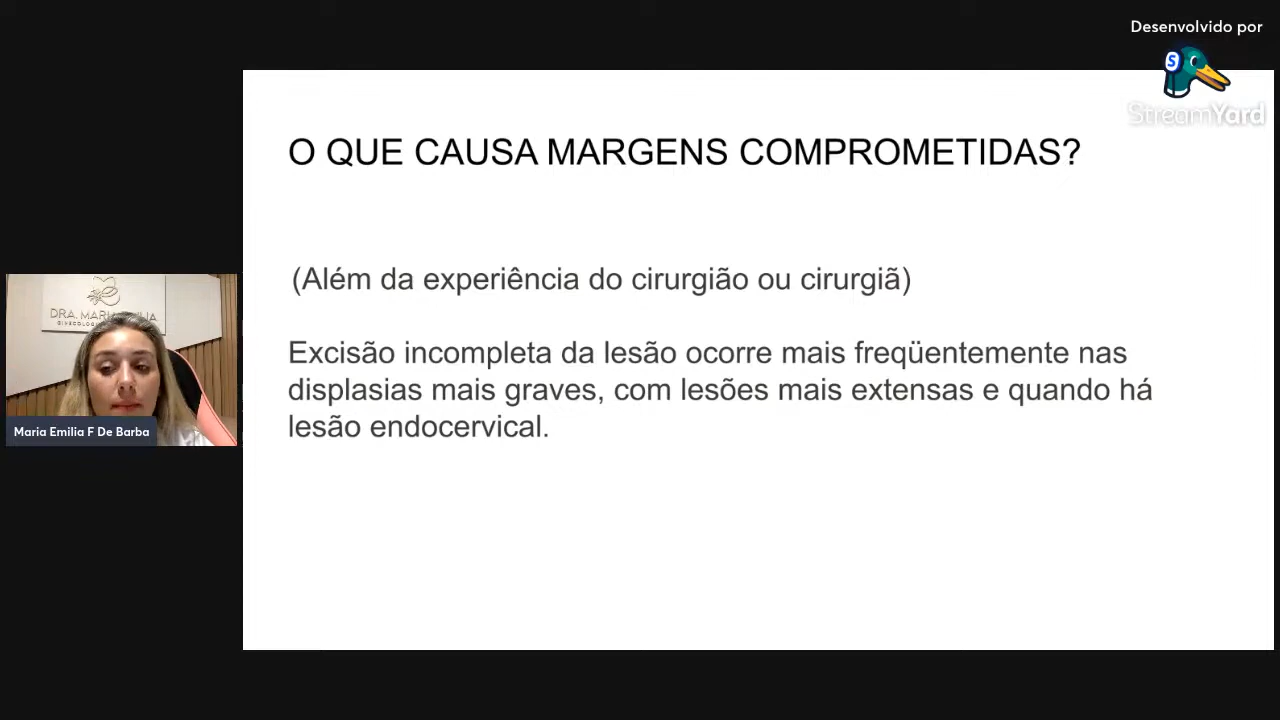 Desenvolvido por
StreamYard
O QUE CAUSA MARGENS COMPROMETIDAS?
(Além da experiência do cirurgião ou cirurgiã)
Excisão incompleta da lesão ocorre mais freqüentemente nas
displasias mais graves, com lesões mais extensas e quando há
lesão endocervical.
DRA.
Maria Emilia F De Barba